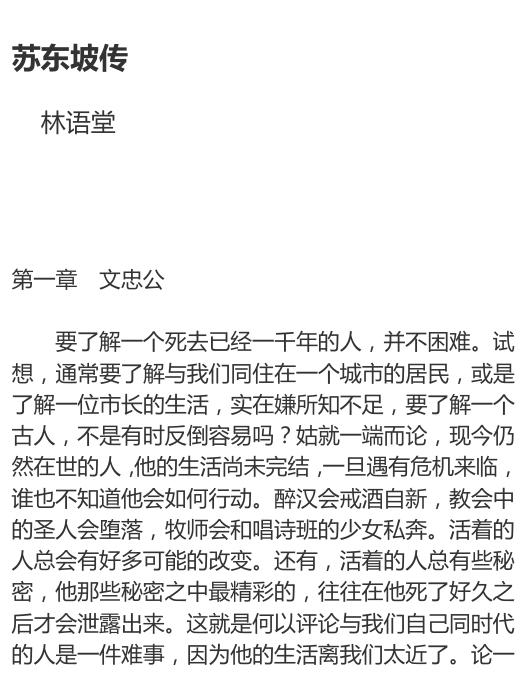 苏东坡传
林语堂
第一章　文忠公
要了解一个死去已经一千年的人，并不困难。试
想，通常要了解与我们同住在一个城市的居民，或是
了解一位市长的生活，实在嫌所知不足，要了解一个
古人，不是有时反倒容易吗？姑就一端而论，现今仍
然在世的人，他的生活尚未完结，一旦遇有危机来临，
谁也不知道他会如何行动。醉汉会戒酒自新，教会中
的圣人会堕落，牧师会和唱诗班的少女私奔。活着的
人总会有好多可能的改变。还有，活着的人总有些秘
密，他那些秘密之中最精彩的，往往在他死了好久之
后才会泄露出来。这就是何以评论与我们自己同时代
的人是一件难事，因为他的生活离我们太近了。论一